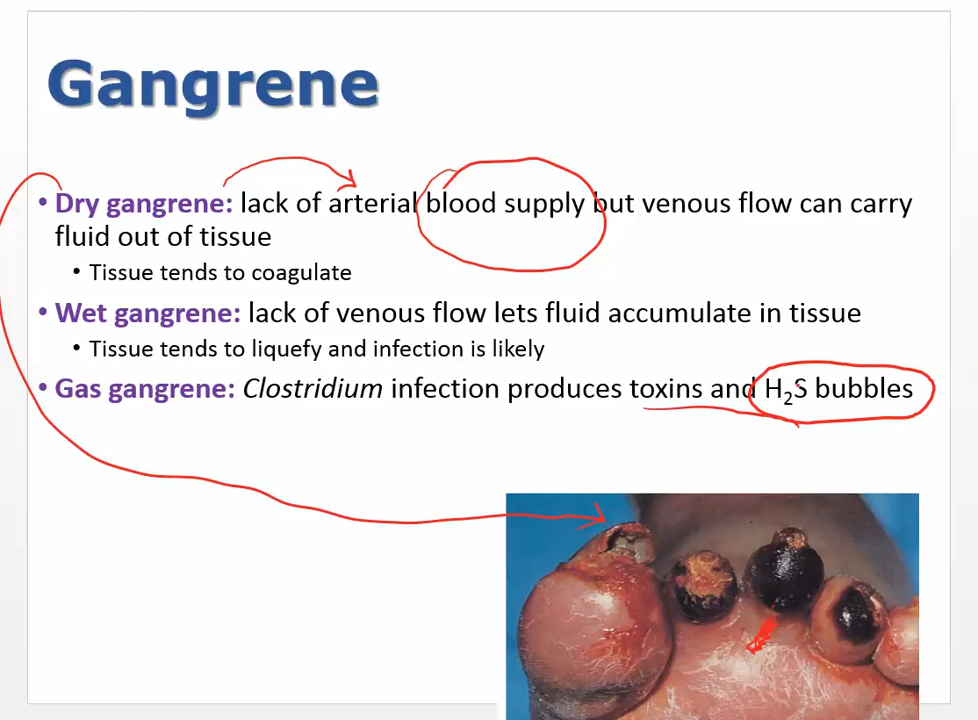 Gangrene
• Dry gangrene: lack of arterial blood supply but venous flow can carry
fluid out of tissue
• Tissue tends to coagulate
• Wet gangrene: lack of venous flow lets fluid accumulate in tissue
• Tissue tends to liquefy and infection is likely
• Gas gangrene: Clostridium infection produces toxins and H₂S bubbles